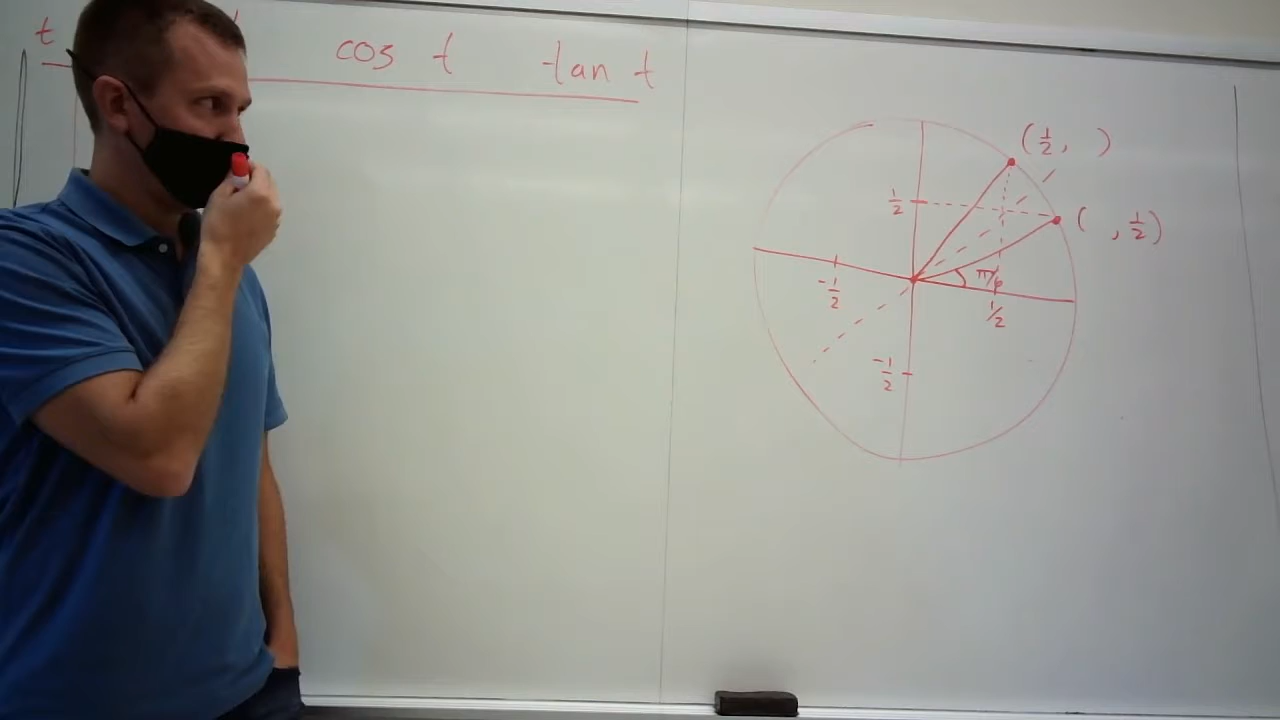 t cos t tan t
(1/2, )
1/2
( , 1/2)
π/6
-1/2
1/2
-1/2